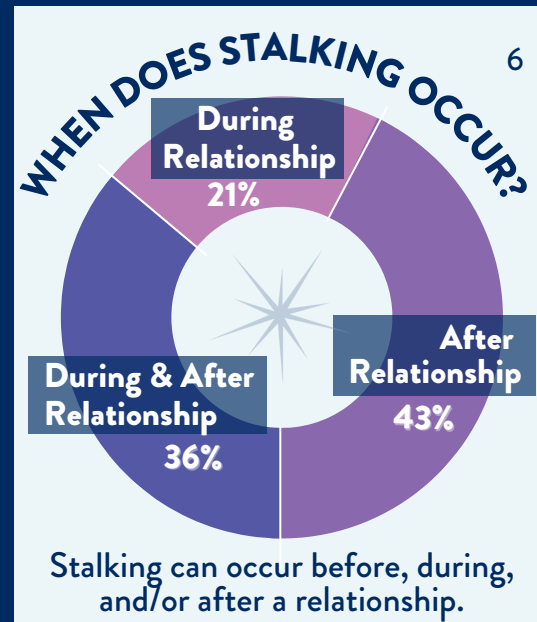 WHEN DOES STALKING OCCUR?
6
During
Relationship
21%
After
Relationship
43%
During & After
Relationship
36%
Stalking can occur before, during,
and/or after a relationship.